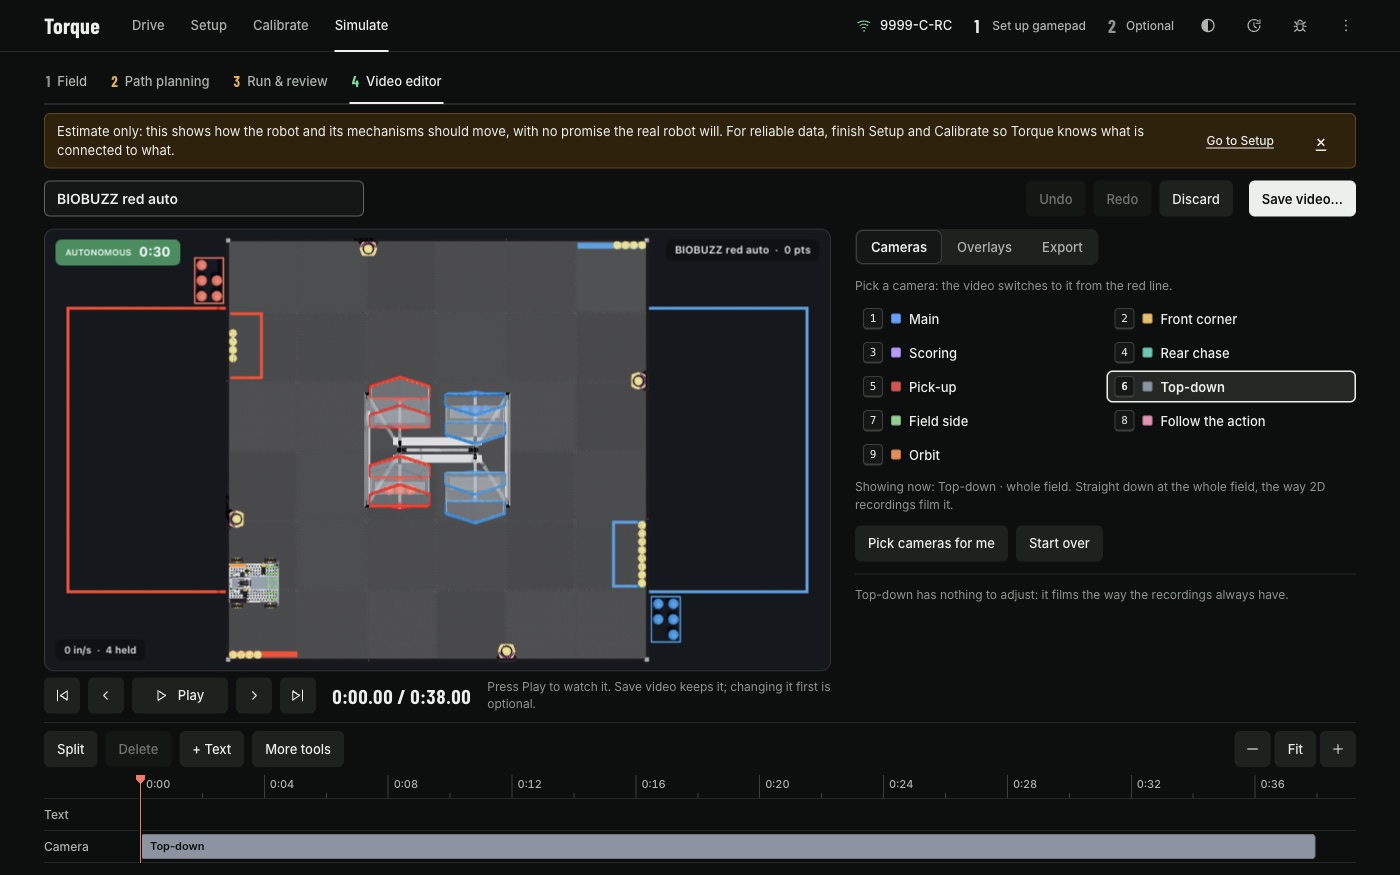 Torque
Drive
Setup
Calibrate
Simulate
9999-C-RC
1 Set up gamepad
2 Optional
1 Field
2 Path planning
3 Run & review
4 Video editor
Estimate only: this shows how the robot and its mechanisms should move, with no promise the real robot will. For reliable data, finish Setup and Calibrate so Torque knows what is
connected to what.
Go to Setup
×
BIOBUZZ red auto
Undo
Redo
Discard
Save video...
AUTONOMOUS 0:30
BIOBUZZ red auto · 0 pts
0 in/s · 4 held
Cameras
Overlays
Export
Pick a camera: the video switches to it from the red line.
1 Main
2 Front corner
3 Scoring
4 Rear chase
5 Pick-up
6 Top-down
7 Field side
8 Follow the action
9 Orbit
Showing now: Top-down · whole field. Straight down at the whole field, the way 2D
recordings film it.
Pick cameras for me
Start over
Top-down has nothing to adjust: it films the way the recordings always have.
Play
0:00.00 / 0:38.00
Press Play to watch it. Save video keeps it; changing it first is
optional.
Split
Delete
+ Text
More tools
− Fit +
0:00 0:04 0:08 0:12 0:16 0:20 0:24 0:28 0:32 0:36
Text
Camera
Top-down